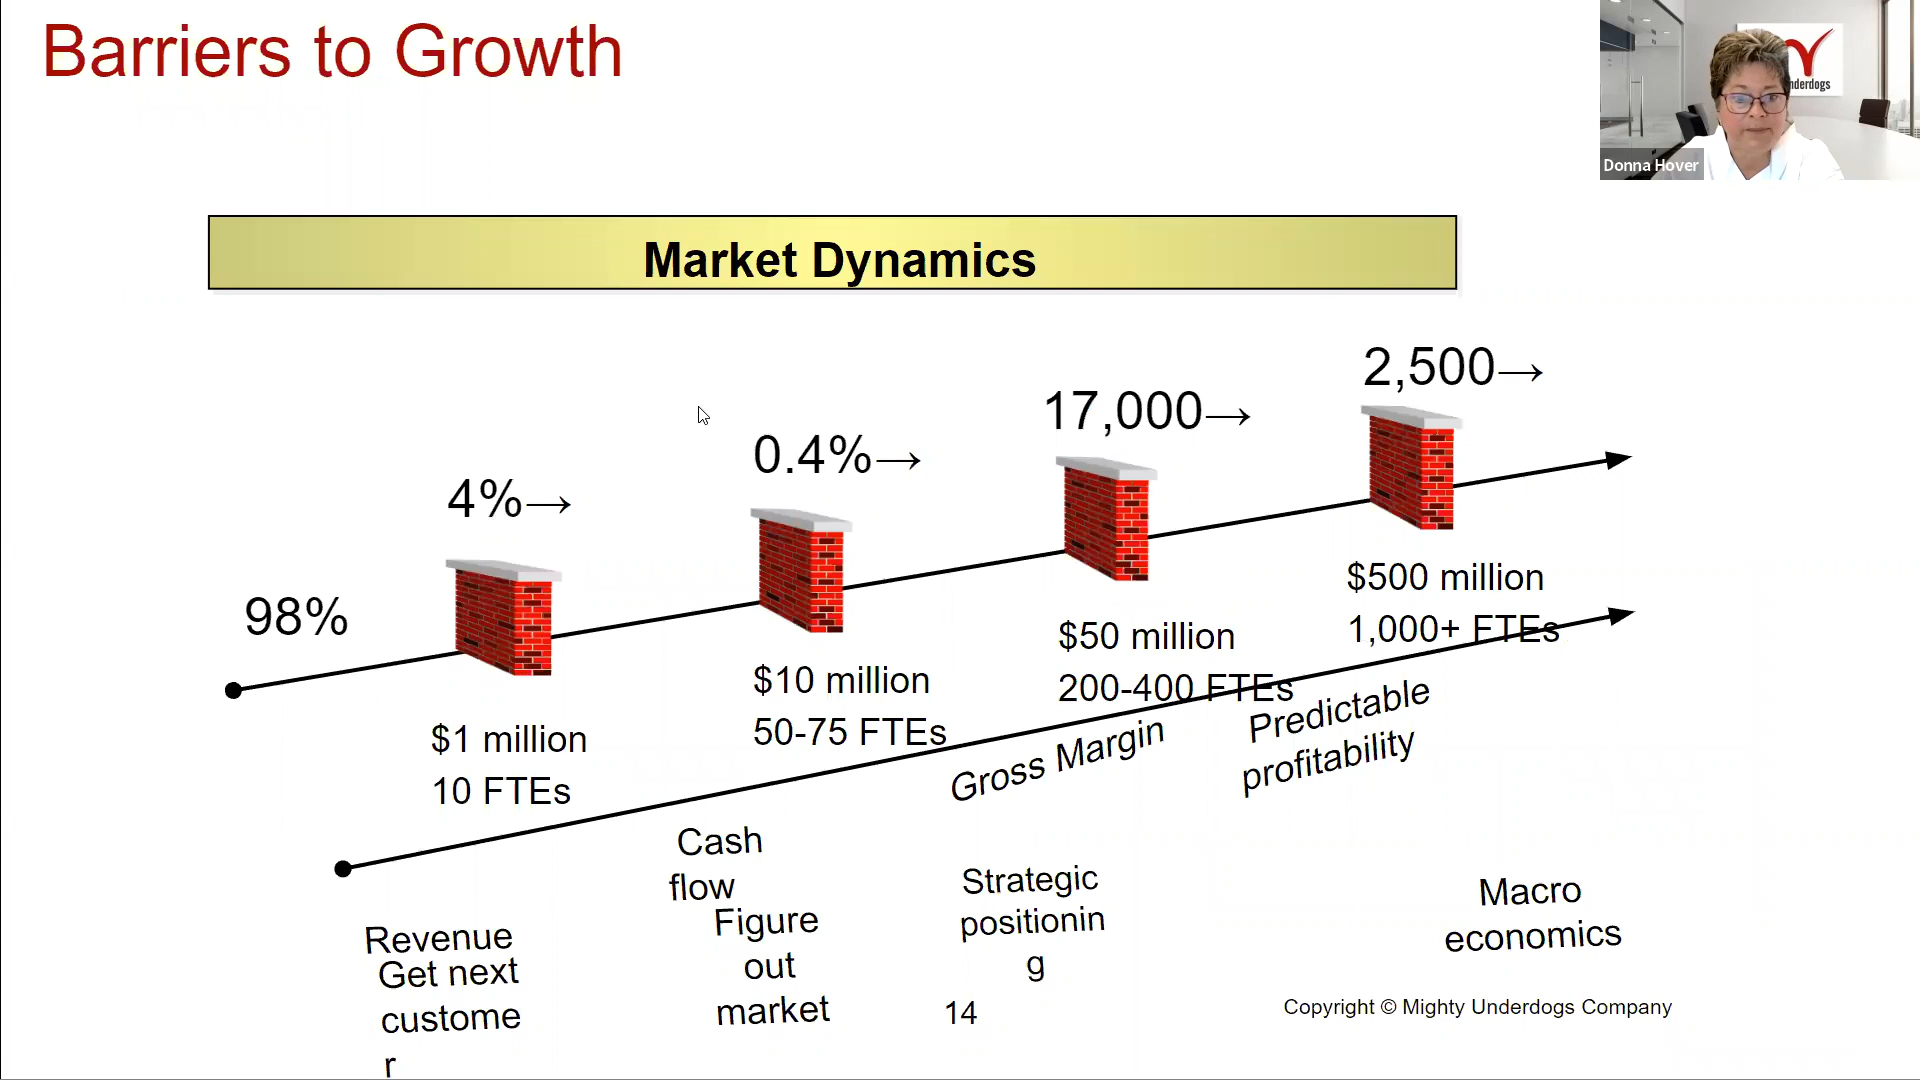 Barriers to Growth
nderdogs
Donna Hover
Market Dynamics
98%
4%→
0.4%→
17,000→
2,500→
$1 million
10 FTEs
$10 million
50-75 FTEs
$50 million
200-400 FTEs
$500 million
1,000+ FTEs
Revenue
Get next
custome
r
Cash
flow
Figure
out
market
Gross Margin
Strategic
positionin
g
Predictable
profitability
Macro
economics
14
Copyright © Mighty Underdogs Company